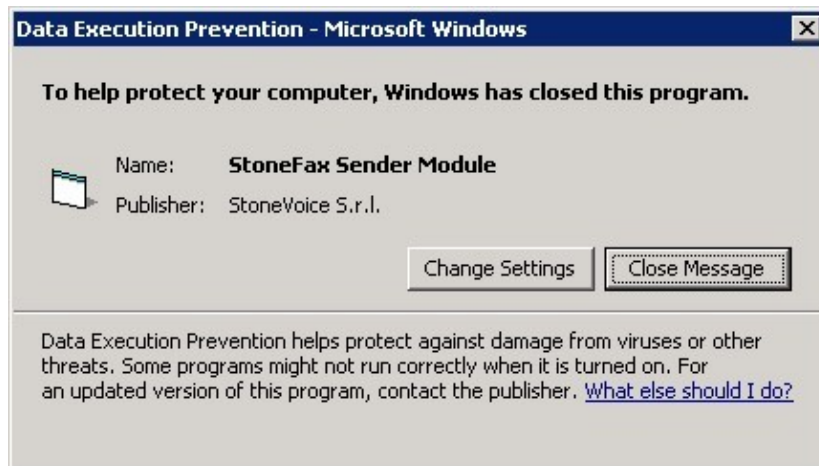 Data Execution Prevention - Microsoft Windows
To help protect your computer, Windows has closed this program.
Name: StoneFax Sender Module
Publisher: StoneVoice S.r.l.
Change Settings Close Message
Data Execution Prevention helps protect against damage from viruses or other
threats. Some programs might not run correctly when it is turned on. For
an updated version of this program, contact the publisher. What else should I do?